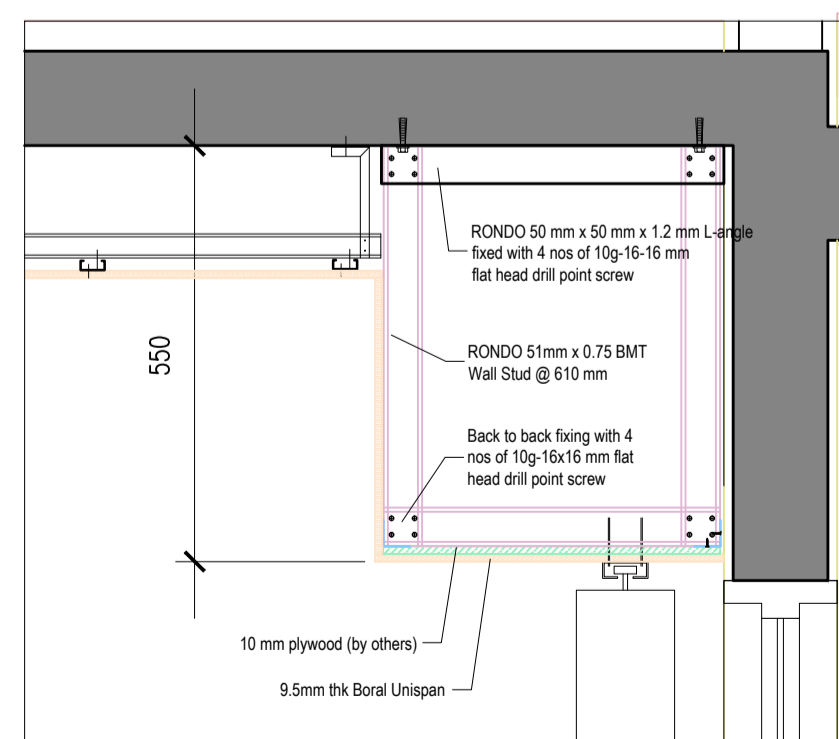 RONDO 50 mm x 50 mm x 1.2 mm L-angle
fixed with 4 nos of 10g-16-16 mm
flat head drill point screw
550
RONDO 51mm x 0.75 BMT
Wall Stud @ 610 mm
Back to back fixing with 4
nos of 10g-16x16 mm flat
head drill point screw
10 mm plywood (by others)
9.5mm thk Boral Unispan